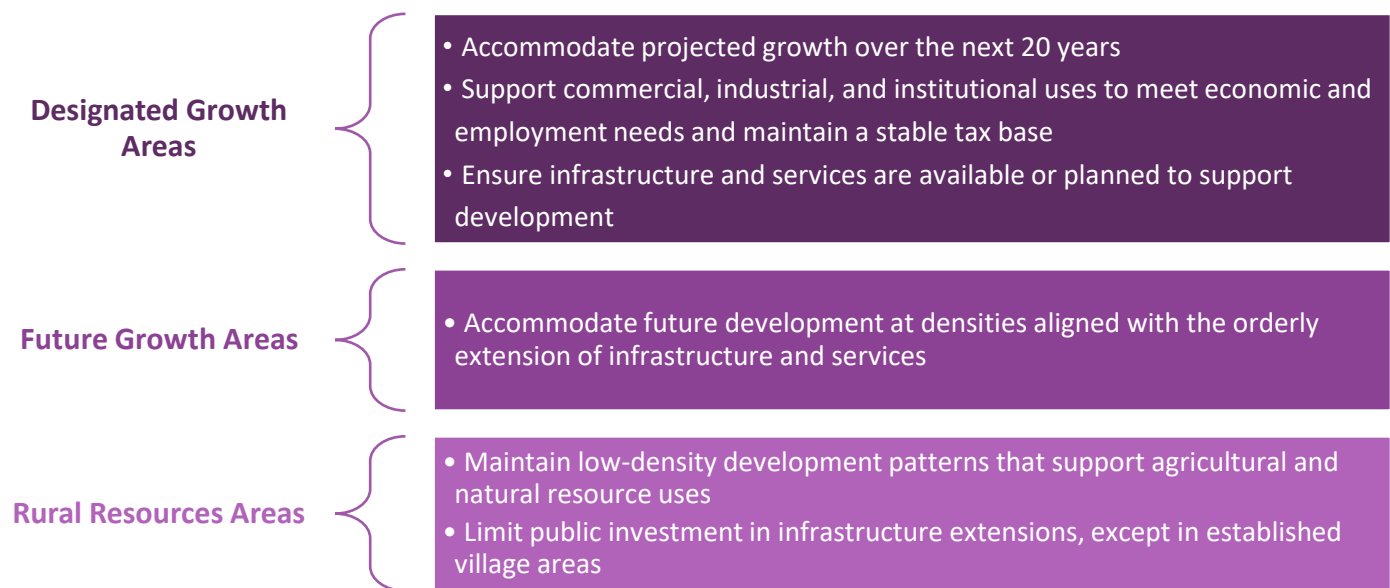 Designated Growth
Areas
• Accommodate projected growth over the next 20 years
• Support commercial, industrial, and institutional uses to meet economic and
employment needs and maintain a stable tax base
• Ensure infrastructure and services are available or planned to support
development
Future Growth Areas
• Accommodate future development at densities aligned with the orderly
extension of infrastructure and services
Rural Resources Areas
• Maintain low-density development patterns that support agricultural and
natural resource uses
• Limit public investment in infrastructure extensions, except in established
village areas